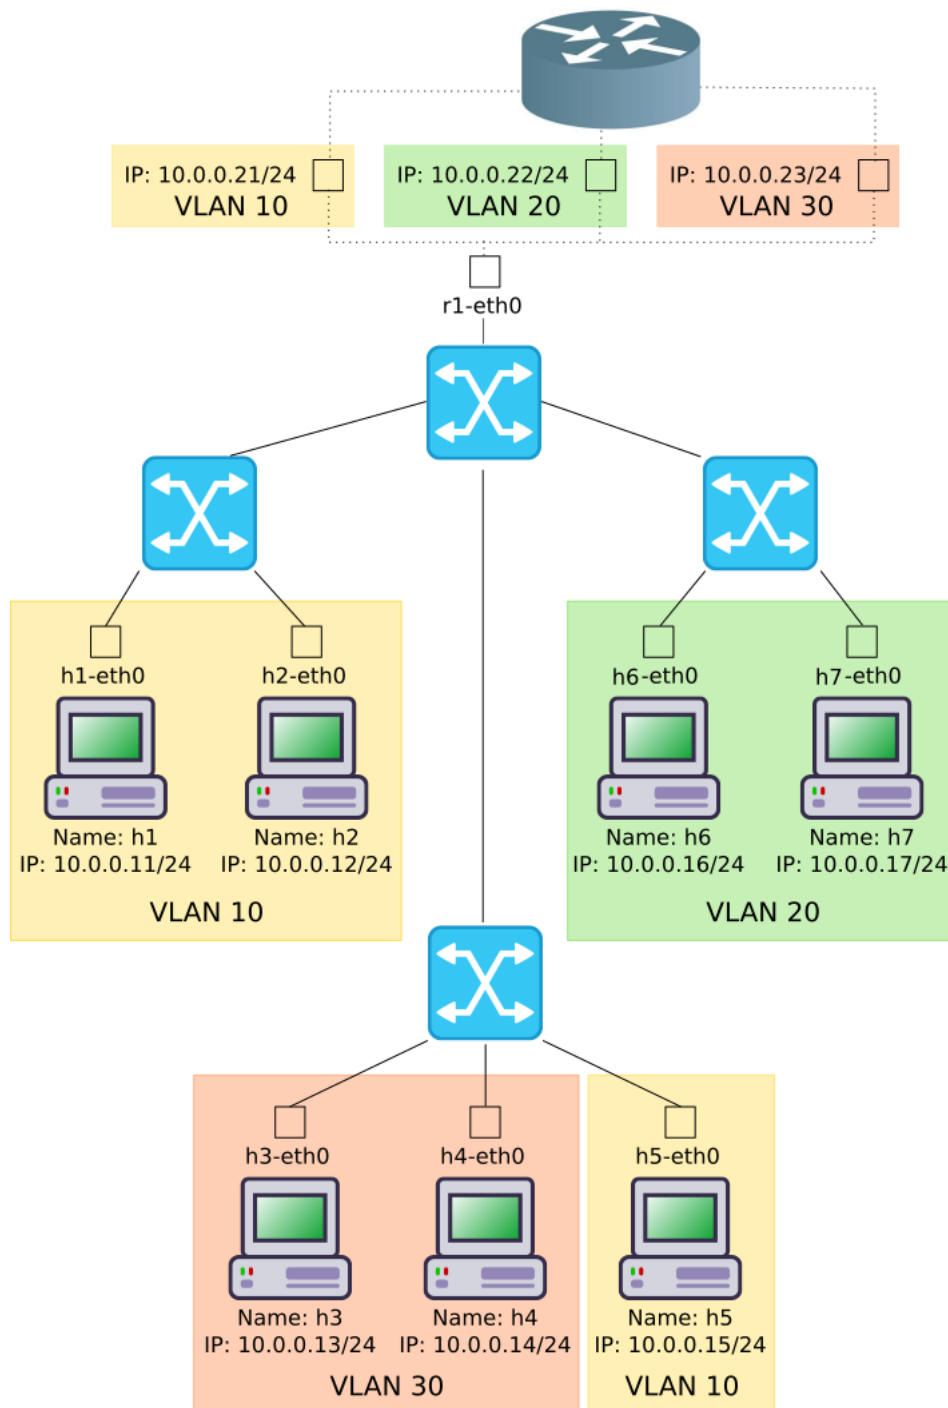 IP: 10.0.0.21/24
VLAN 10
IP: 10.0.0.22/24
VLAN 20
IP: 10.0.0.23/24
VLAN 30
r1-eth0
h1-eth0
h2-eth0
h6-eth0
h7-eth0
Name: h1
IP: 10.0.0.11/24
Name: h2
IP: 10.0.0.12/24
VLAN 10
Name: h6
IP: 10.0.0.16/24
Name: h7
IP: 10.0.0.17/24
VLAN 20
h3-eth0
h4-eth0
h5-eth0
Name: h3
IP: 10.0.0.13/24
Name: h4
IP: 10.0.0.14/24
VLAN 30
Name: h5
IP: 10.0.0.15/24
VLAN 10